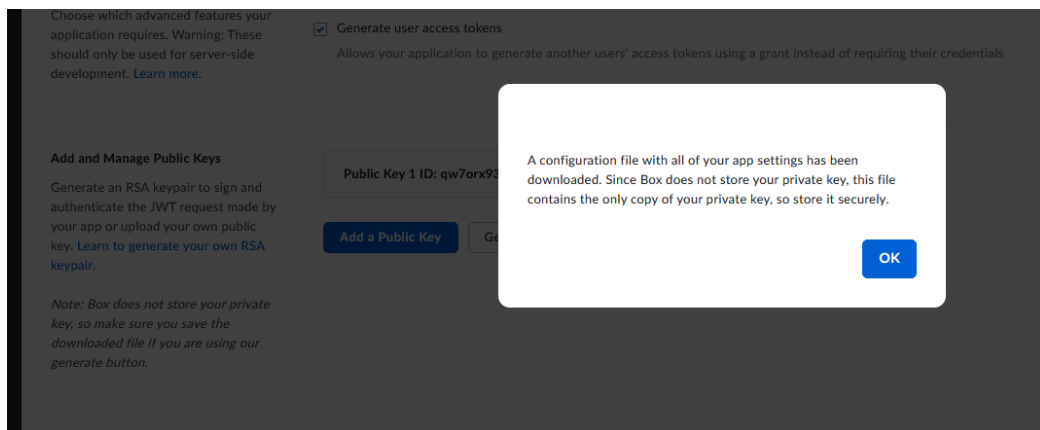 Choose which advanced features your
application requires. Warning: These
should only be used for server-side
development. Learn more.
Generate user access tokens
Allows your application to generate another users' access tokens using a grant instead of requiring their credentials
Add and Manage Public Keys
Generate an RSA keypair to sign and
authenticate the JWT request made by
your app or upload your own public
key. Learn to generate your own RSA
keypair.
Note: Box does not store your private
key, so make sure you save the
downloaded file if you are using our
generate button.
Public Key 1 ID: qw7orx93
Add a Public Key
Ge
A configuration file with all of your app settings has been
downloaded. Since Box does not store your private key, this file
contains the only copy of your private key, so store it securely.
OK